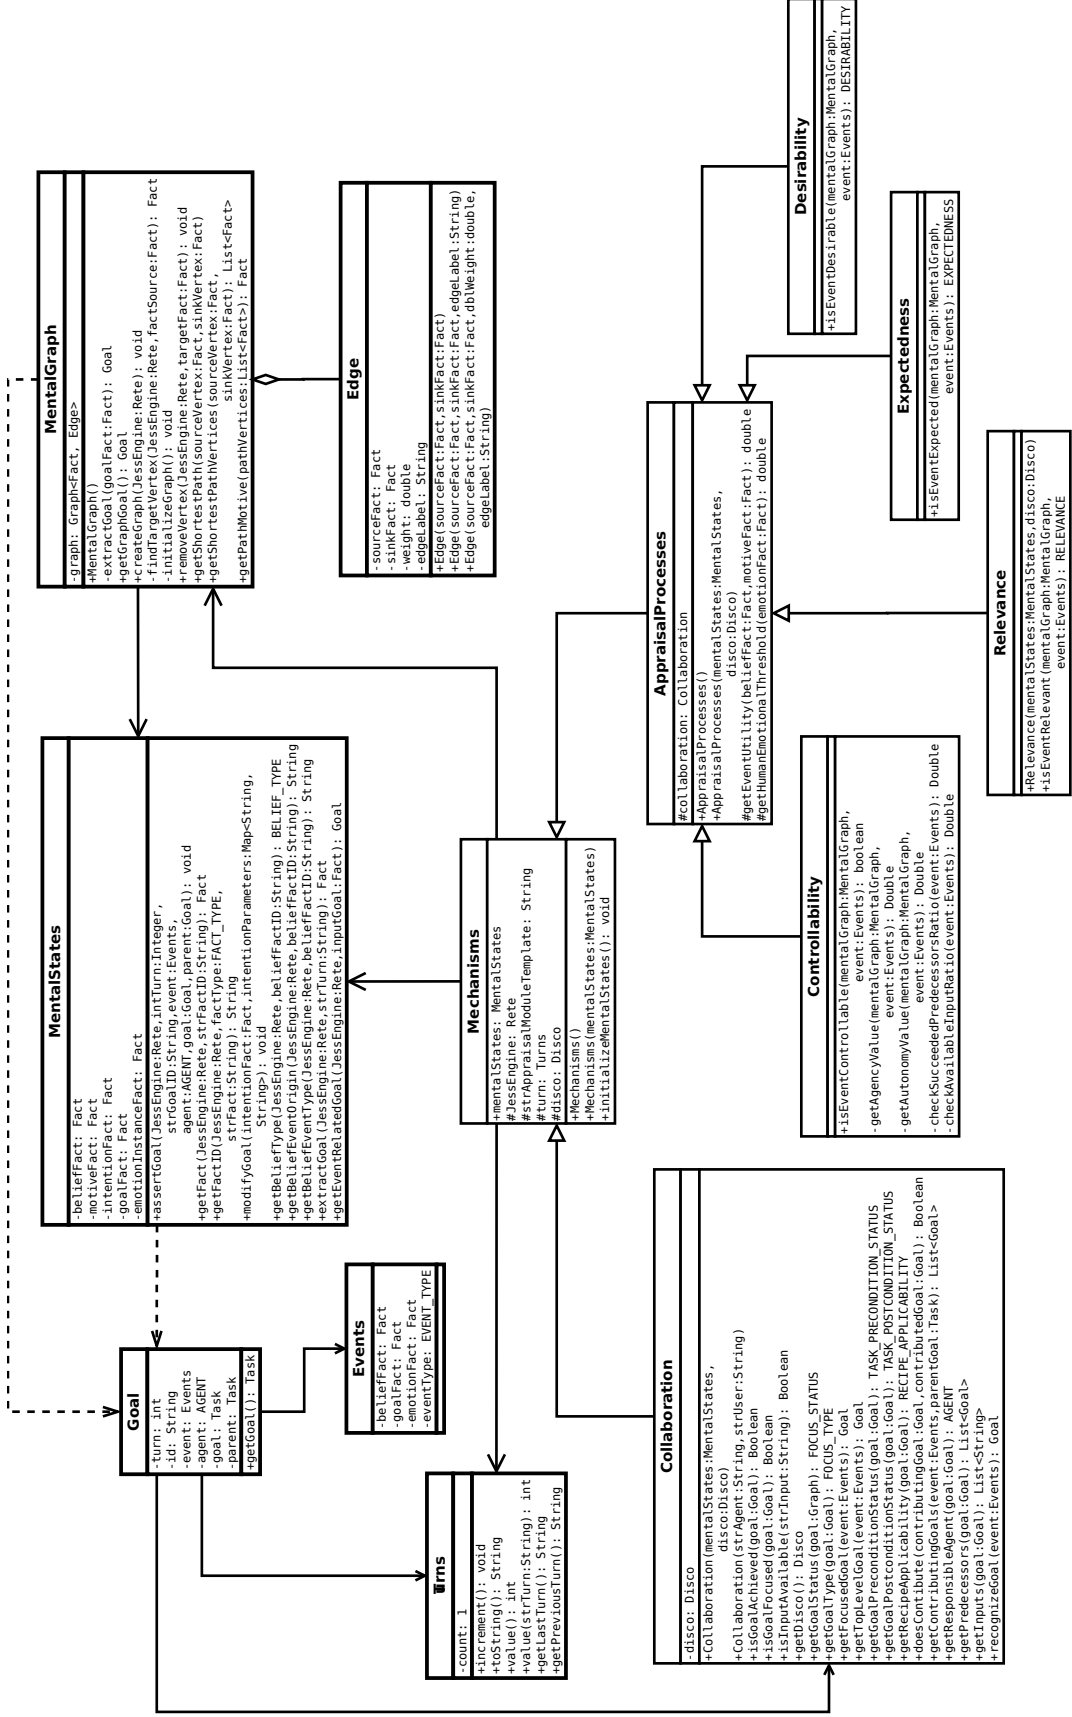 MentalGraph
-graph: Graph<Fact, Edge>
+MentalGraph()
-extractGoal(goalFact:Fact): Goal
+getGraphGoal(): Goal
+createGraph(JessEngine:Rete): void
-findTargetVertex(JessEngine:Rete,factSource:Fact): Fact
-initializeGraph(): void
+removeVertex(JessEngine:Rete,targetFact:Fact): void
+getShortestPath(sourceVertex:Fact,sinkVertex:Fact)
+getShortestPathVertices(sourceVertex:Fact,
sinkVertex:Fact): List<Fact>
+getPathMotive(pathVertices:List<Fact>): Fact
Edge
-sourceFact: Fact
-sinkFact: Fact
-weight: double
-edgeLabel: String
+Edge(sourceFact:Fact,sinkFact:Fact)
+Edge(sourceFact:Fact,sinkFact:Fact,edgeLabel:String)
+Edge(sourceFact:Fact,sinkFact:Fact,dblWeight:double,
edgeLabel:String)
MentalStates
-beliefFact: Fact
-motiveFact: Fact
-intentionFact: Fact
-goalFact: Fact
-emotionInstanceFact: Fact
+assertGoal(JessEngine:Rete,intTurn:Integer,
strGoalID:String,event:Events,
agent:AGENT,goal:Goal,parent:Goal): void
+getFact(JessEngine:Rete,strFactID:String): Fact
+getFactID(JessEngine:Rete,factType:FACT_TYPE,
strFact:String): String
+modifyGoal(intentionFact:Fact,intentionParameters:Map<String,
String>): void
+getBeliefType(JessEngine:Rete,beliefFactID:String): BELIEF_TYPE
+getBeliefEventOrigin(JessEngine:Rete,beliefFactID:String): String
+getBeliefEventType(JessEngine:Rete,beliefFactID:String): String
+extractGoal(JessEngine:Rete,strTurn:String): Fact
+getEventRelatedGoal(JessEngine:Rete,inputGoal:Fact): Goal
Goal
-turn: int
-id: String
-event: Events
-agent: AGENT
-goal: Task
-parent: Task
+getGoal(): Task
Events
-beliefFact: Fact
-goalFact: Fact
-emotionFact: Fact
-eventType: EVENT_TYPE
Turns
-count: 1
+increment(): void
+toString(): String
+value(): int
+value(strTurn:String): int
+getLastTurn(): String
+getPreviousTurn(): String
Mechanisms
+mentalStates: MentalStates
#JessEngine: Rete
#strAppraisalModuleTemplate: String
#turn: Turns
#disco: Disco
+Mechanisms()
+Mechanisms(mentalStates:MentalStates)
+initializeMentalStates(): void
AppraisalProcesses
#collaboration: Collaboration
+AppraisalProcesses()
+AppraisalProcesses(mentalStates:MentalStates,
disco:Disco)
#getEventUtility(beliefFact:Fact,motiveFact:Fact): double
#getHumanEmotionalThreshold(emotionFact:Fact): double
Desirability
+isEventDesirable(mentalGraph:MentalGraph,
event:Events): DESIRABILITY
Expectedness
+isEventExpected(mentalGraph:MentalGraph,
event:Events): EXPECTEDNESS
Relevance
+Relevance(mentalStates:MentalStates,disco:Disco)
+isEventRelevant(mentalGraph:MentalGraph,
event:Events): RELEVANCE
Controllability
+isEventControllable(mentalGraph:MentalGraph,
event:Events): boolean
-getAgencyValue(mentalGraph:MentalGraph,
event:Events): Double
-getAutonomyValue(mentalGraph:MentalGraph,
event:Events): Double
-checkSucceededPredecessorsRatio(event:Events): Double
-checkAvailableInputRatio(event:Events): Double
Collaboration
-disco: Disco
+Collaboration(mentalStates:MentalStates,
disco:Disco)
+Collaboration(strAgent:String,strUser:String)
+isGoalAchieved(goal:Goal): Boolean
+isGoalFocused(goal:Goal): Boolean
+isInputAvailable(strInput:String): Boolean
+getDisco(): Disco
+getGoalStatus(goal:Graph): FOCUS_STATUS
+getGoalType(goal:Goal): FOCUS_TYPE
+getFocusedGoal(event:Events): Goal
+getTopLevelGoal(event:Events): Goal
+getGoalPreconditionStatus(goal:Goal): TASK_PRECONDITION_STATUS
+getGoalPostconditionStatus(goal:Goal): TASK_POSTCONDITION_STATUS
+getRecipeApplicability(goal:Goal): RECIPE_APPLICABILITY
+doesContibute(contributingGoal:Goal,contributedGoal:Goal): Boolean
+getContributingGoals(event:Events,parentGoal:Task): List<Goal>
+getResponsibleAgent(goal:Goal): AGENT
+getPredecessors(goal:Goal): List<Goal>
+getInputs(goal:Goal): List<String>
+recognizeGoal(event:Events): Goal